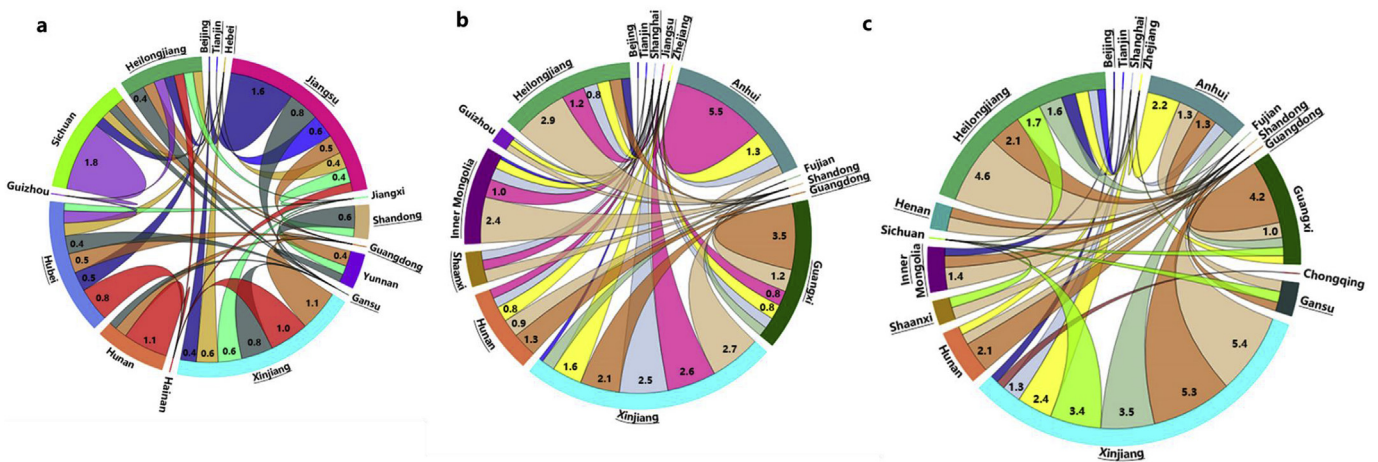 a
Heilongjiang
Beijing
Tianjin
Hebei
Jiangsu
Jiangxi
Shandong
Guangdong
Yunnan
Gansu
Xinjiang
Hainan
Hunan
Hubei
Guizhou
Sichuan
0.4
1.6
0.8
0.6
0.5
0.4
0.4
0.6
0.4
1.1
1.0
0.8
0.6
0.6
0.4
1.1
0.8
0.5
0.5
0.4
1.8
b
Heilongjiang
Bejing
Tianjin
Shanghai
Jiangsu
Zhejiang
Anhui
Fujian
Shandong
Guangdong
Guangxi
Xinjiang
Hunan
Shaanxi
Inner Mongolia
Guizhou
2.9
1.2
0.8
5.5
1.3
3.5
1.2
0.8
0.8
2.7
2.6
2.5
2.1
1.6
1.3
0.9
0.8
2.4
1.0
c
Heilongjiang
Beijing
Tianjin
Shanghai
Zhejiang
Anhui
Fujian
Shandong
Guangdong
Guangxi
Chongqing
Gansu
Xinjiang
Hunan
Shaanxi
Inner
Mongolia
Sichuan
Henan
4.6
2.1
1.7
1.6
2.2
1.3
1.3
4.2
1.0
5.4
5.3
3.5
3.4
2.4
1.3
2.1
1.4